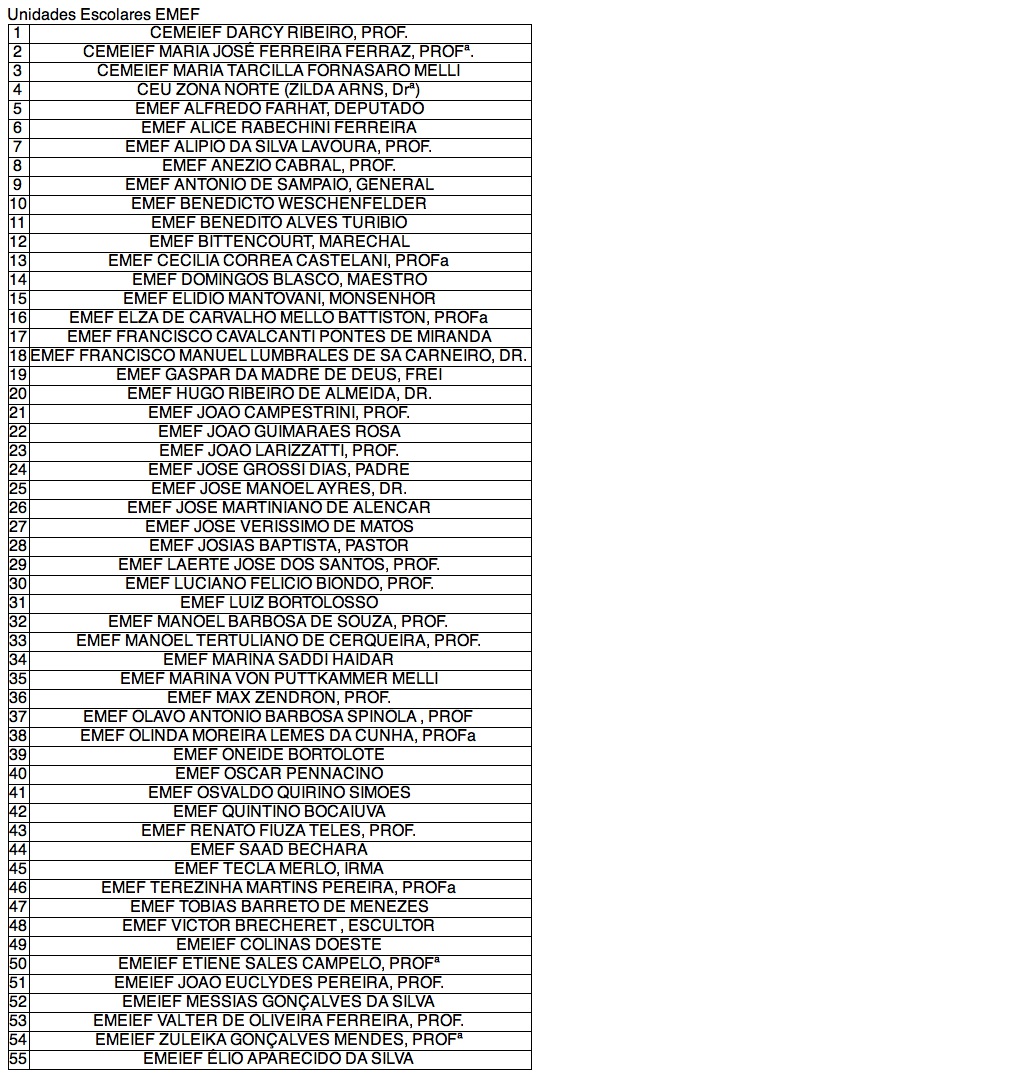 Unidades Escolares EMEF
1 CEMEIEF DARCY RIBEIRO, PROF.
2 CEMEIEF MARIA JOSÉ FERREIRA FERRAZ, PROFª.
3 CEMEIEF MARIA TARCILLA FORNASARO MELLI
4 CEU ZONA NORTE (ZILDA ARNS, Drª)
5 EMEF ALFREDO FARHAT, DEPUTADO
6 EMEF ALICE RABECHINI FERREIRA
7 EMEF ALIPIO DA SILVA LAVOURA, PROF.
8 EMEF ANEZIO CABRAL, PROF.
9 EMEF ANTONIO DE SAMPAIO, GENERAL
10 EMEF BENEDICTO WESCHENFELDER
11 EMEF BENEDITO ALVES TURIBIO
12 EMEF BITTENCOURT, MARECHAL
13 EMEF CECILIA CORREA CASTELANI, PROFa
14 EMEF DOMINGOS BLASCO, MAESTRO
15 EMEF ELIDIO MANTOVANI, MONSENHOR
16 EMEF ELZA DE CARVALHO MELLO BATTISTON, PROFa
17 EMEF FRANCISCO CAVALCANTI PONTES DE MIRANDA
18 EMEF FRANCISCO MANUEL LUMBRALES DE SA CARNEIRO, DR.
19 EMEF GASPAR DA MADRE DE DEUS, FREI
20 EMEF HUGO RIBEIRO DE ALMEIDA, DR.
21 EMEF JOAO CAMPESTRINI, PROF.
22 EMEF JOAO GUIMARAES ROSA
23 EMEF JOAO LARIZZATTI, PROF.
24 EMEF JOSE GROSSI DIAS, PADRE
25 EMEF JOSE MANOEL AYRES, DR.
26 EMEF JOSE MARTINIANO DE ALENCAR
27 EMEF JOSE VERISSIMO DE MATOS
28 EMEF JOSIAS BAPTISTA, PASTOR
29 EMEF LAERTE JOSE DOS SANTOS, PROF.
30 EMEF LUCIANO FELICIO BIONDO, PROF.
31 EMEF LUIZ BORTOLOSSO
32 EMEF MANOEL BARBOSA DE SOUZA, PROF.
33 EMEF MANOEL TERTULIANO DE CERQUEIRA, PROF.
34 EMEF MARINA SADDI HAIDAR
35 EMEF MARINA VON PUTTKAMMER MELLI
36 EMEF MAX ZENDRON, PROF.
37 EMEF OLAVO ANTONIO BARBOSA SPINOLA , PROF
38 EMEF OLINDA MOREIRA LEMES DA CUNHA, PROFa
39 EMEF ONEIDE BORTOLOTE
40 EMEF OSCAR PENNACINO
41 EMEF OSVALDO QUIRINO SIMOES
42 EMEF QUINTINO BOCAIUVA
43 EMEF RENATO FIUZA TELES, PROF.
44 EMEF SAAD BECHARA
45 EMEF TECLA MERLO, IRMA
46 EMEF TEREZINHA MARTINS PEREIRA, PROFa
47 EMEF TOBIAS BARRETO DE MENEZES
48 EMEF VICTOR BRECHERET , ESCULTOR
49 EMEIEF COLINAS DOESTE
50 EMEIEF ETIENE SALES CAMPELO, PROFª
51 EMEIEF JOAO EUCLYDES PEREIRA, PROF.
52 EMEIEF MESSIAS GONÇALVES DA SILVA
53 EMEIEF VALTER DE OLIVEIRA FERREIRA, PROF.
54 EMEIEF ZULEIKA GONÇALVES MENDES, PROFª
55 EMEIEF ÉLIO APARECIDO DA SILVA